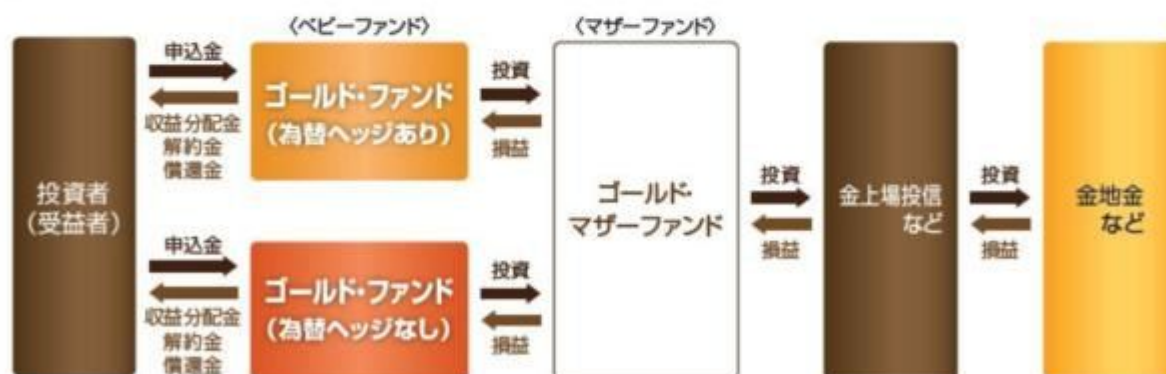 〈ベビーファンド〉
〈マザーファンド〉
投資者
（受益者）
申込金
収益分配金
解約金
償還金
ゴールド・ファンド
（為替ヘッジあり）
投資
損益
申込金
収益分配金
解約金
償還金
ゴールド・ファンド
（為替ヘッジなし）
投資
損益
ゴールド・
マザーファンド
投資
損益
金上場投信
など
投資
損益
金地金
など